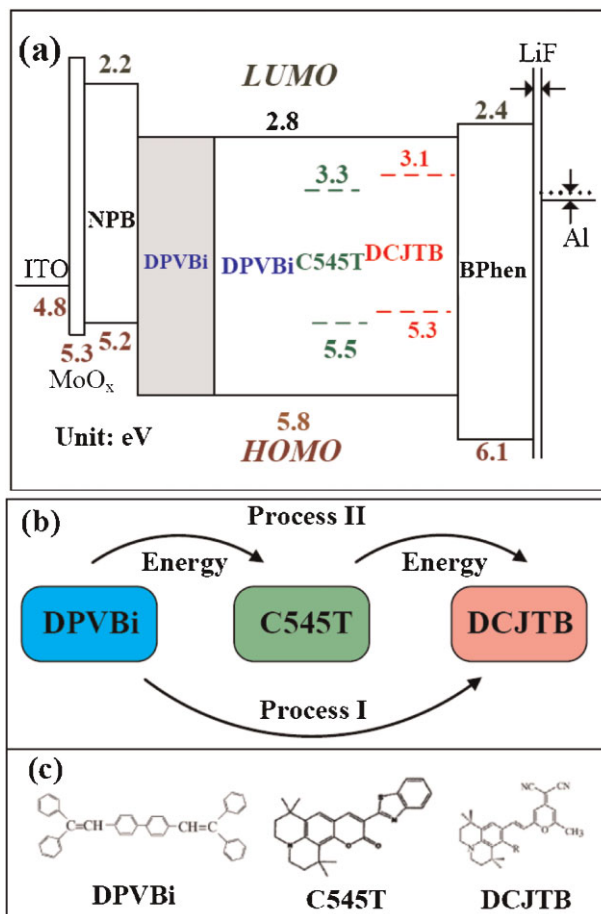 (a)
LiF
2.2
LUMO
2.4
2.8
3.1
3.3
NPB
DPVBi
DPVBi
C545T
DCJTB
BPhen
Al
ITO
4.8
5.3
5.2
5.3
5.5
MoOx
5.8
Unit: eV
HOMO
6.1
(b)
Process II
Energy
Energy
DPVBi
C545T
DCJTB
Process I
(c)
NC
CN
C=CH
CH=C
N
O
O
N
R
O
CH3
DPVBi
C545T
DCJTB